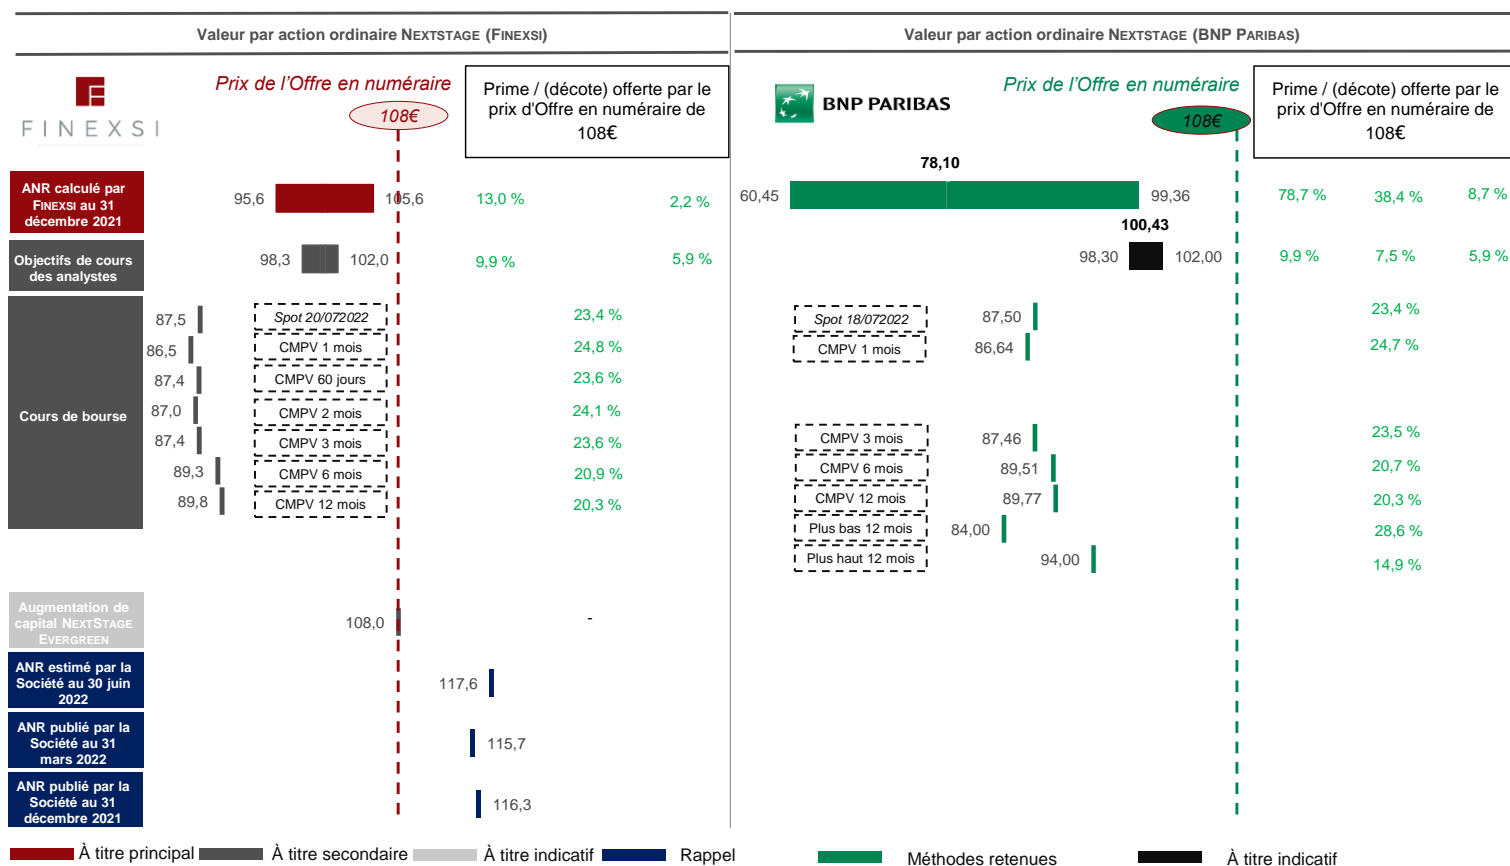 Valeur par action ordinaire NEXTSTAGE (FINEXSI)
FINEXSI
Prix de l'Offre en numéraire
108€
Prime / (décote) offerte par le
prix d'Offre en numéraire de
108€
ANR calculé par
FINEXSI au 31
décembre 2021
95,6
105,6
13,0 %
2,2 %
Objectifs de cours
des analystes
98,3
102,0
9,9 %
5,9 %
Cours de bourse
87,5
Spot 20/072022
23,4 %
86,5
CMPV 1 mois
24,8 %
87,4
CMPV 60 jours
23,6 %
87,0
CMPV 2 mois
24,1 %
87,4
CMPV 3 mois
23,6 %
89,3
CMPV 6 mois
20,9 %
89,8
CMPV 12 mois
20,3 %
Augmentation de
capital NEXTSTAGE
EVERGREEN
108,0
-
ANR estimé par la
Société au 30 juin
2022
117,6
ANR publié par la
Société au 31
mars 2022
115,7
ANR publié par la
Société au 31
décembre 2021
116,3
À titre principal
À titre secondaire
À titre indicatif
Rappel
Valeur par action ordinaire NEXTSTAGE (BNP PARIBAS)
BNP PARIBAS
Prix de l'Offre en numéraire
108€
Prime / (décote) offerte par le
prix d'Offre en numéraire de
108€
78,10
60,45
99,36
78,7 %
38,4 %
8,7 %
100,43
98,30
102,00
9,9 %
7,5 %
5,9 %
Spot 18/072022
87,50
23,4 %
CMPV 1 mois
86,64
24,7 %
CMPV 3 mois
87,46
23,5 %
CMPV 6 mois
89,51
20,7 %
CMPV 12 mois
89,77
20,3 %
Plus bas 12 mois
84,00
28,6 %
Plus haut 12 mois
94,00
14,9 %
Méthodes retenues
À titre indicatif